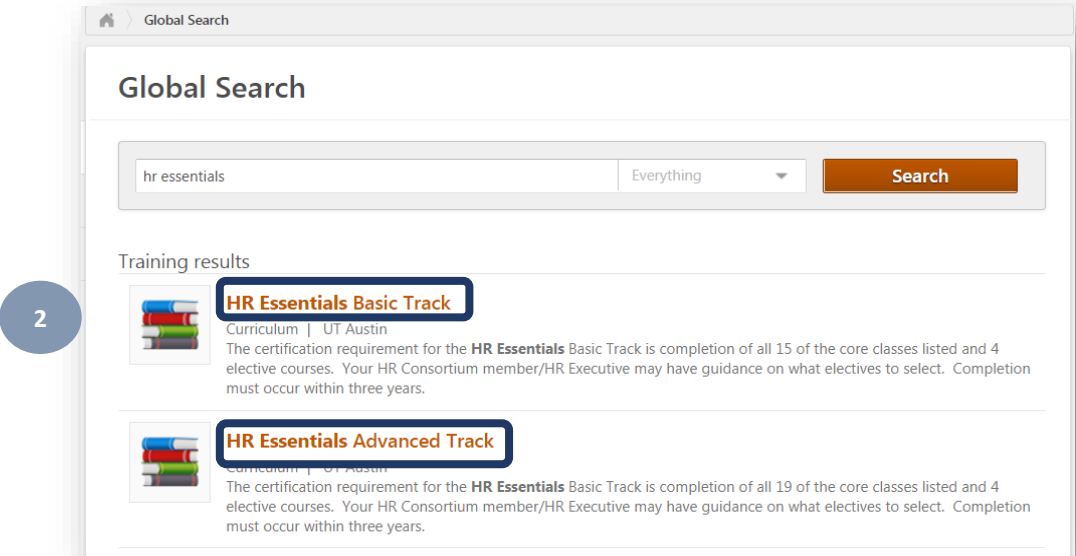 Global Search
Global Search
hr essentials Everything Search
Training results
2
HR Essentials Basic Track
Curriculum | UT Austin
The certification requirement for the HR Essentials Basic Track is completion of all 15 of the core classes listed and 4
elective courses. Your HR Consortium member/HR Executive may have guidance on what electives to select. Completion
must occur within three years.
HR Essentials Advanced Track
Curriculum | UT Austin
The certification requirement for the HR Essentials Basic Track is completion of all 19 of the core classes listed and 4
elective courses. Your HR Consortium member/HR Executive may have guidance on what electives to select. Completion
must occur within three years.